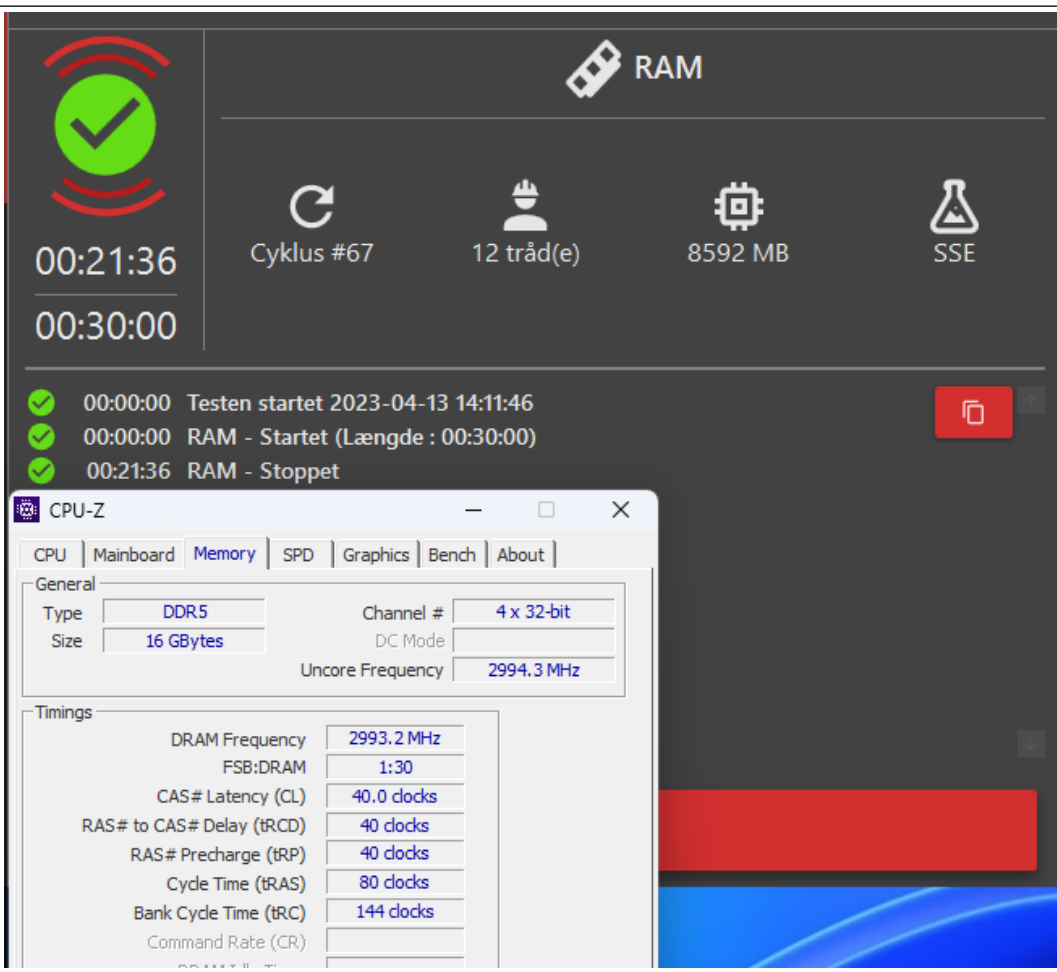 RAM
Cyklus #67
12 tråd(e)
8592 MB
SSE
00:21:36
00:30:00
00:00:00 Testen startet 2023-04-13 14:11:46
00:00:00 RAM - Startet (Længde : 00:30:00)
00:21:36 RAM - Stoppet
CPU-Z
CPU Mainboard Memory SPD Graphics Bench About
General
Type DDR5 Channel # 4 x 32-bit
Size 16 GBytes DC Mode
Uncore Frequency 2994.3 MHz
Timings
DRAM Frequency 2993.2 MHz
FSB:DRAM 1:30
CAS# Latency (CL) 40.0 clocks
RAS# to CAS# Delay (tRCD) 40 clocks
RAS# Precharge (tRP) 40 clocks
Cycle Time (tRAS) 80 clocks
Bank Cycle Time (tRC) 144 clocks
Command Rate (CR)